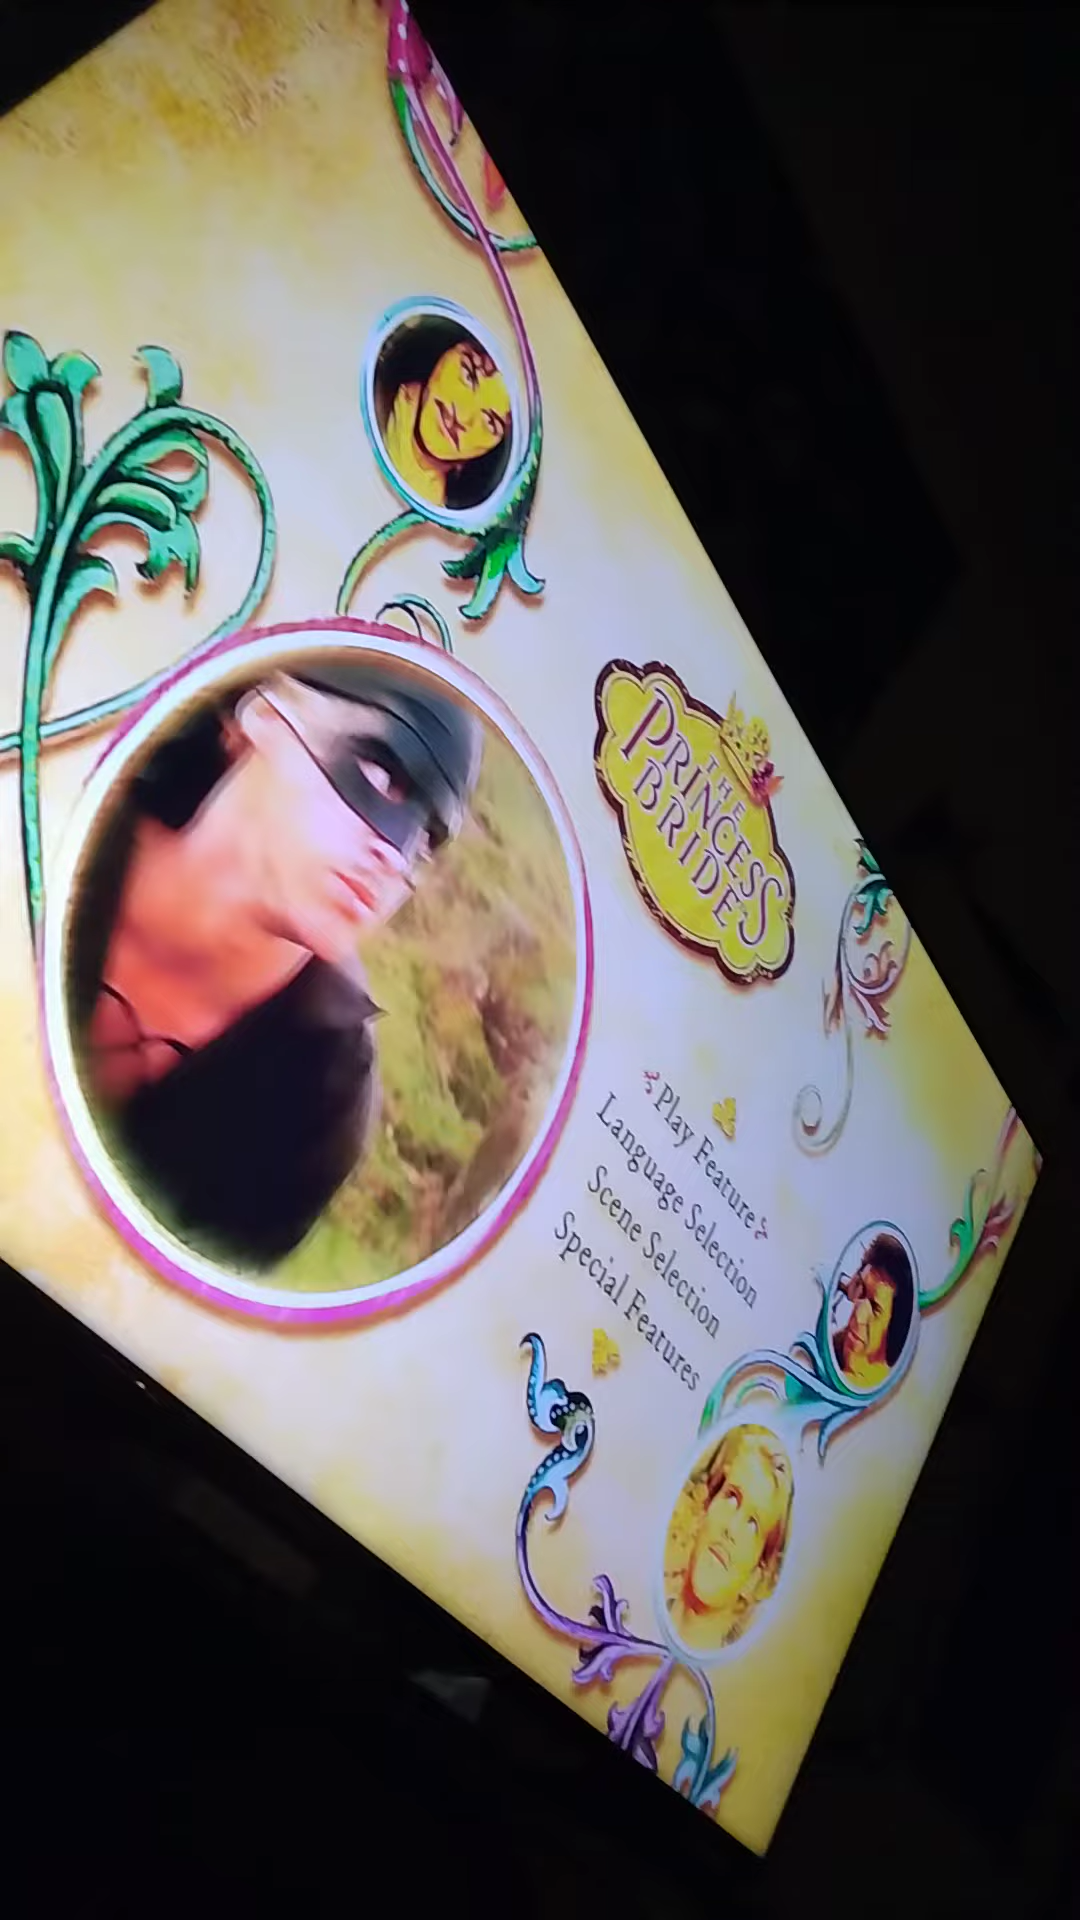 THE
PRINCESS
BRIDE
Play Feature
Language Selection
Scene Selection
Special Features